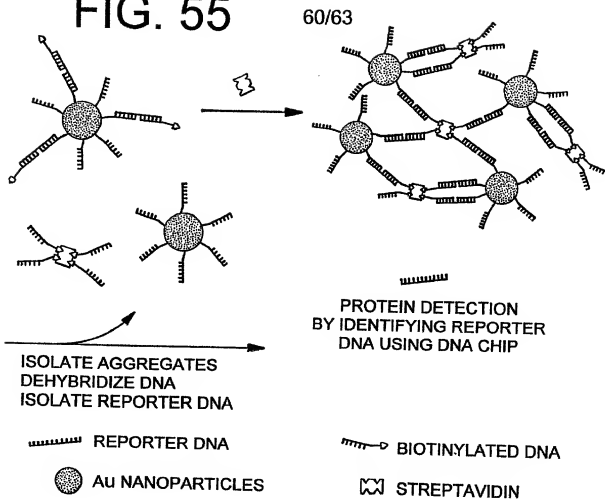 FIG. 55
60/63
PROTEIN DETECTION
BY IDENTIFYING REPORTER
DNA USING DNA CHIP
ISOLATE AGGREGATES
DEHYBRIDIZE DNA
ISOLATE REPORTER DNA
REPORTER DNA
BIOTINYLATED DNA
Au NANOPARTICLES
STREPTAVIDIN